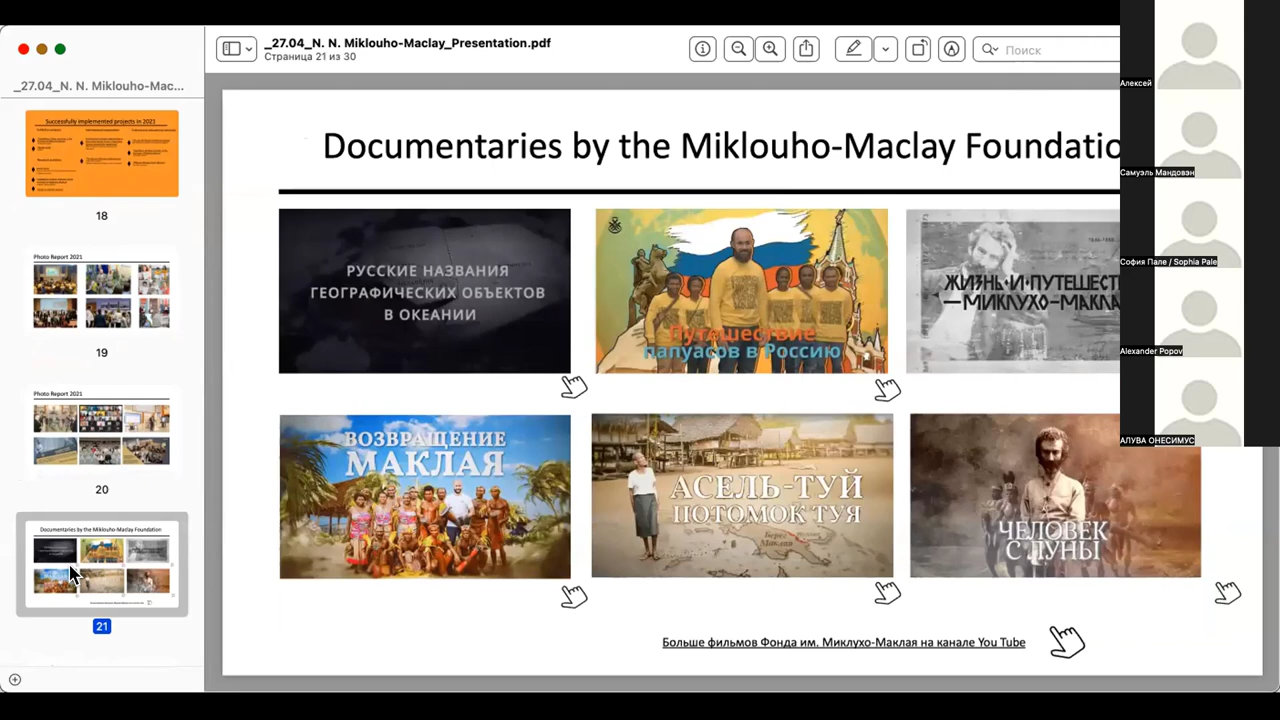 _27.04_N. N. Miklouho-Maclay_Presentation.pdf
Страница 21 из 30
Поиск
_27.04_N. N. Miklouho-Mac...
Successfully implemented projects in 2021
18
Photo Report 2021
19
Photo Report 2021
20
Documentaries by the Miklouho-Maclay Foundation
21
Documentaries by the Miklouho-Maclay Foundatio
РУССКИЕ НАЗВАНИЯ
ГЕОГРАФИЧЕСКИХ ОБЪЕКТОВ
В ОКЕАНИИ
Путешествие
папуасов в Россию
ЖИЗНЬ·И·ПУТЕШЕСТ
—МИКЛУХО-МАКЛА
ВОЗВРАЩЕНИЕ
МАКЛАЯ
АСЕЛЬ-ТУЙ
ПОТОМОК ТУЯ
Берег
Маклая
ЧЕЛОВЕК
С ЛУНЫ
Больше фильмов Фонда им. Миклухо-Маклая на канале You Tube
Алексей
Самуэль Мандовэн
София Пале / Sophia Pale
Alexander Popov
АЛУВА ОНЕСИМУС